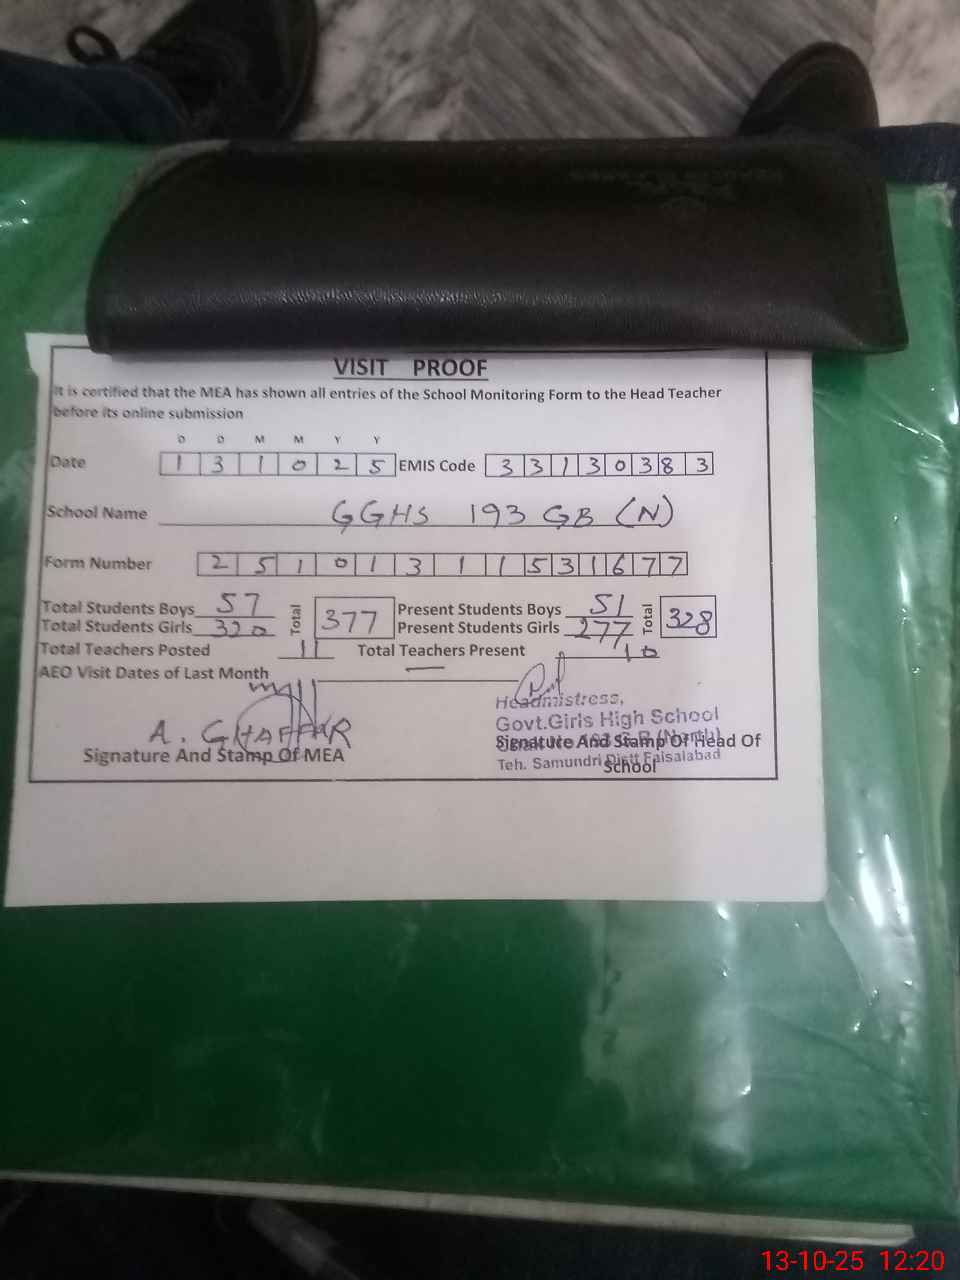 VISIT PROOF
It is certified that the MEA has shown all entries of the School Monitoring Form to the Head Teacher
before its online submission
D D M M Y Y
Date 1 3 1 0 2 5 EMIS Code 3 3 1 3 0 3 8 3
School Name GGHS 193 GB (N)
Form Number 2 5 1 0 1 3 1 1 5 3 1 6 7 7
Total Students Boys 57 Total 377 Present Students Boys 51 Total 328
Total Students Girls 320 Present Students Girls 277
Total Teachers Posted 11 Total Teachers Present 10
AEO Visit Dates of Last Month —
Headmistress,
A. GHAFFAR Govt.Girls High School
Signature And Stamp Of MEA Signature And Stamp Of Head Of
School
Teh. Samundri Distt Faisalabad
13-10-25 12:20